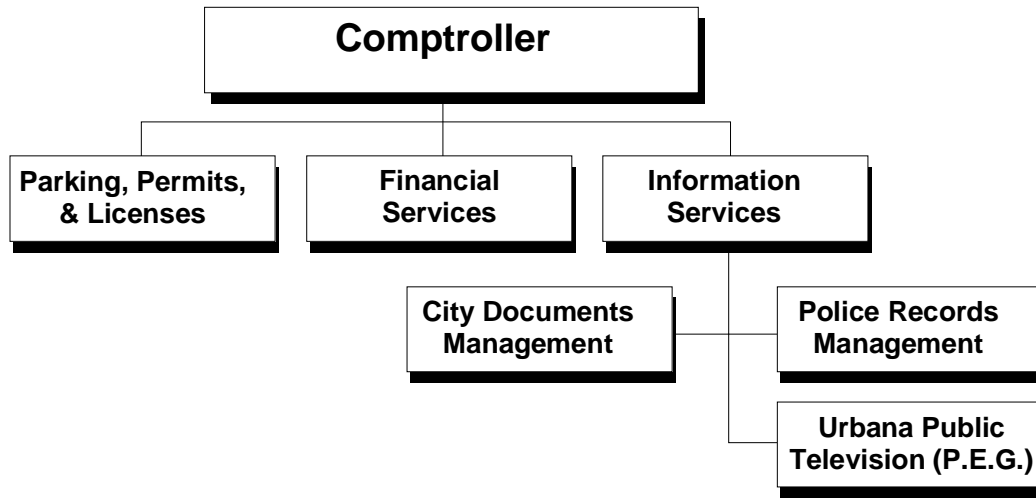 Comptroller
Parking, Permits,
& Licenses
Financial
Services
Information
Services
City Documents
Management
Police Records
Management
Urbana Public
Television (P.E.G.)